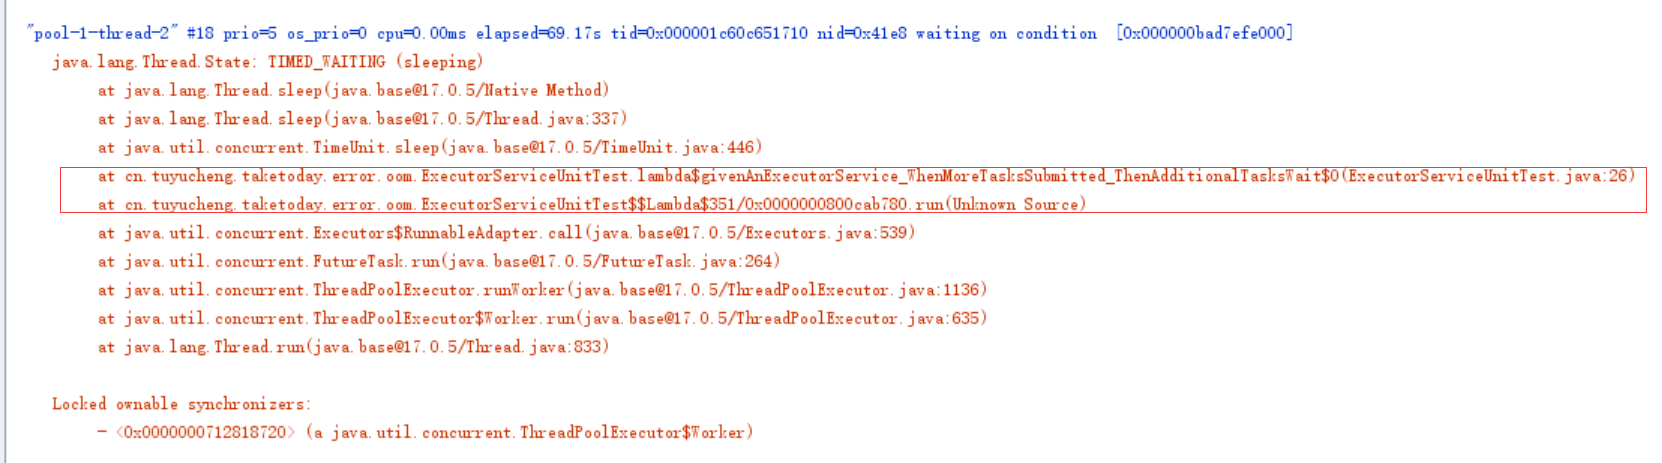 "pool-1-thread-2" #18 prio=5 os_prio=0 cpu=0.00ms elapsed=69.17s tid=0x000001c60c651710 nid=0x41e8 waiting on condition [0x000000bad7efe000]
java.lang.Thread.State: TIMED_WAITING (sleeping)
at java.lang.Thread.sleep(java.base@17.0.5/Native Method)
at java.lang.Thread.sleep(java.base@17.0.5/Thread.java:337)
at java.util.concurrent.TimeUnit.sleep(java.base@17.0.5/TimeUnit.java:446)
at cn.tuyucheng.taketoday.error.oom.ExecutorServiceUnitTest.lambda$givenAnExecutorService_WhenMoreTasksSubmitted_ThenAdditionalTasksWait$0(ExecutorServiceUnitTest.java:26)
at cn.tuyucheng.taketoday.error.oom.ExecutorServiceUnitTest$$Lambda$351/0x0000000800cab780.run(Unknown Source)
at java.util.concurrent.Executors$RunnableAdapter.call(java.base@17.0.5/Executors.java:539)
at java.util.concurrent.FutureTask.run(java.base@17.0.5/FutureTask.java:264)
at java.util.concurrent.ThreadPoolExecutor.runWorker(java.base@17.0.5/ThreadPoolExecutor.java:1136)
at java.util.concurrent.ThreadPoolExecutor$Worker.run(java.base@17.0.5/ThreadPoolExecutor.java:635)
at java.lang.Thread.run(java.base@17.0.5/Thread.java:833)
Locked ownable synchronizers:
- <0x0000000712818720> (a java.util.concurrent.ThreadPoolExecutor$Worker)